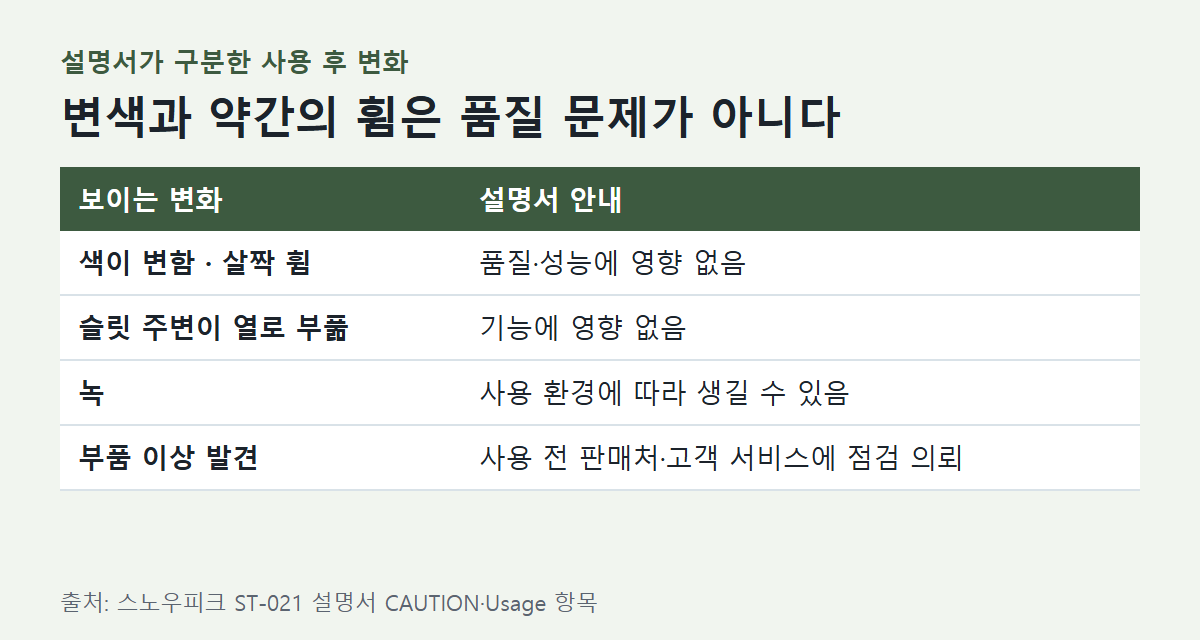 설명서가 구분한 사용 후 변화
변색과 약간의 휨은 품질 문제가 아니다
보이는 변화 설명서 안내
색이 변함 · 살짝 휨 품질·성능에 영향 없음
슬릿 주변이 열로 부풂 기능에 영향 없음
녹 사용 환경에 따라 생길 수 있음
부품 이상 발견 사용 전 판매처·고객 서비스에 점검 의뢰
출처: 스노우피크 ST-021 설명서 CAUTION·Usage 항목